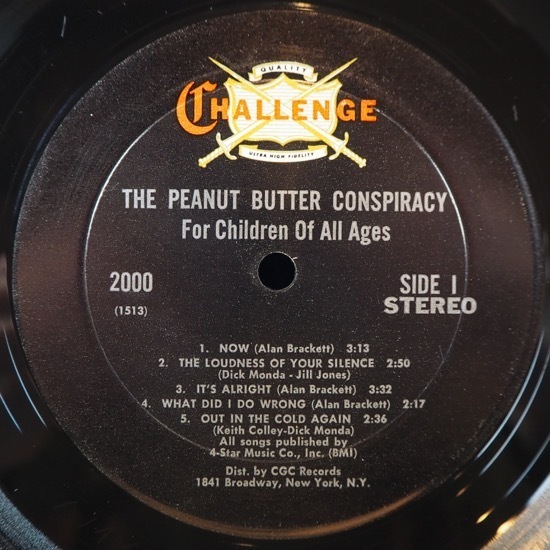 QUALITY
CHALLENGE
ULTRA HIGH FIDELITY
THE PEANUT BUTTER CONSPIRACY
For Children Of All Ages
2000
(1513)
SIDE I
STEREO
1. NOW (Alan Brackett) 3:13
2. THE LOUDNESS OF YOUR SILENCE 2:50
(Dick Monda - Jill Jones)
3. IT'S ALRIGHT (Alan Brackett) 3:32
4. WHAT DID I DO WRONG (Alan Brackett) 2:17
5. OUT IN THE COLD AGAIN 2:36
(Keith Colley-Dick Monda)
All songs published by
4-Star Music Co., Inc. (BMI)
Dist. by CGC Records
1841 Broadway, New York, N.Y.